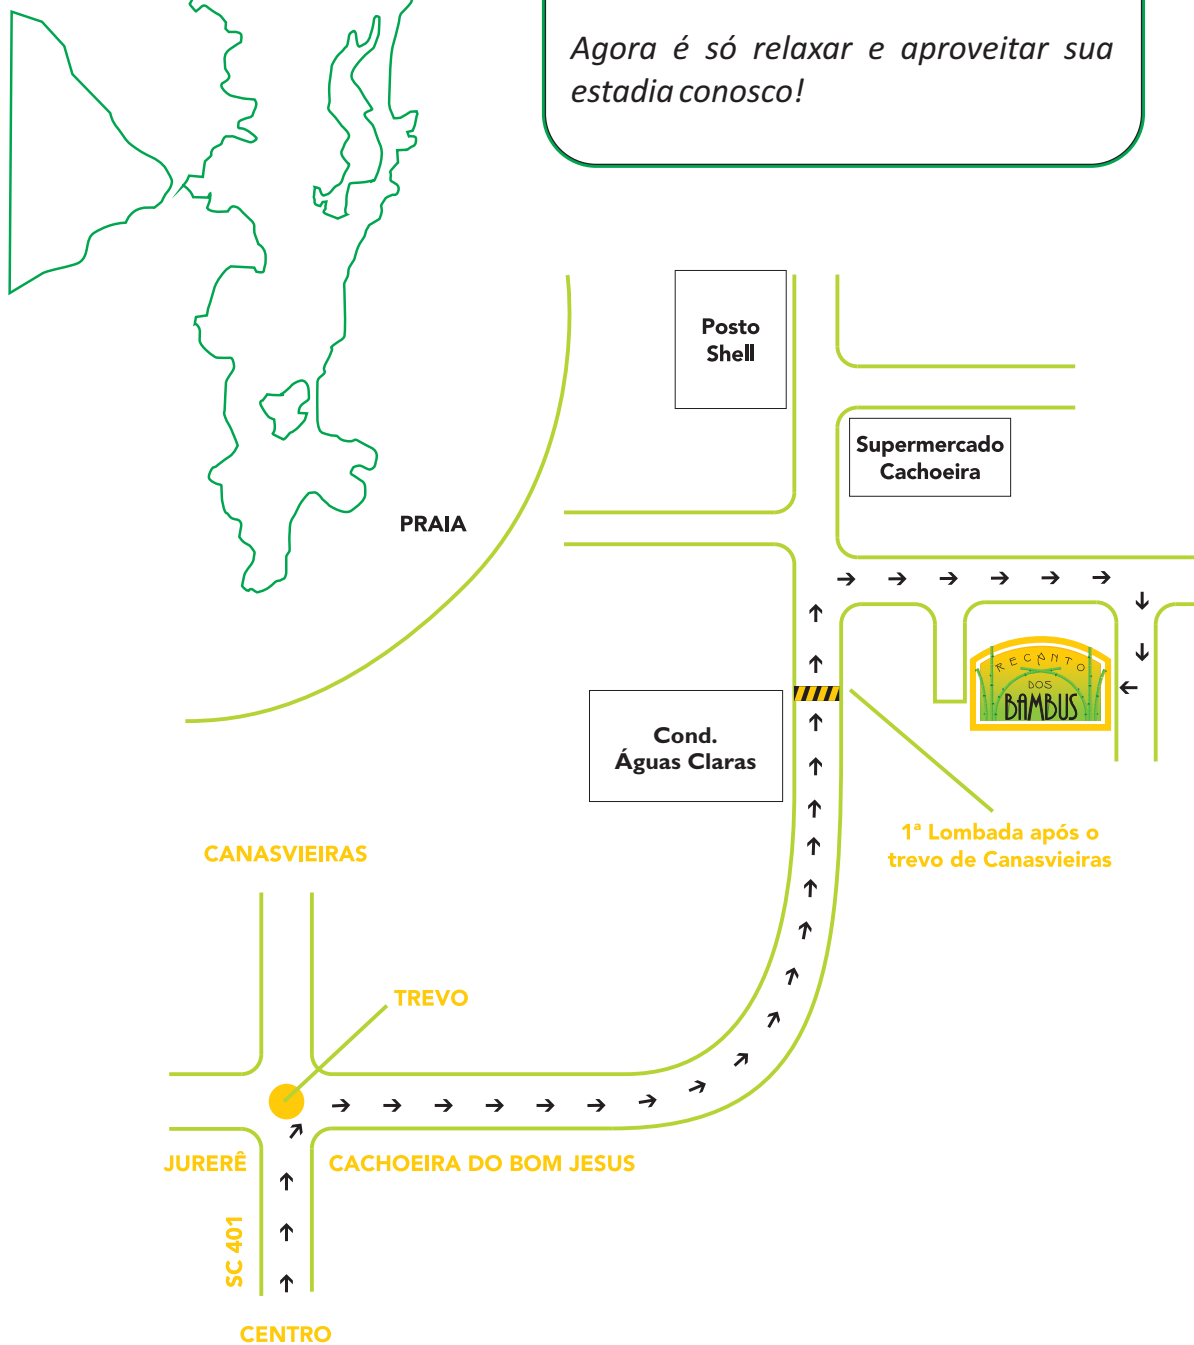 Agora é só relaxar e aproveitar sua
estadia conosco!
Posto
Shell
Supermercado
Cachoeira
PRAIA
RECANTO
DOS
BAMBUS
Cond.
Águas Claras
1ª Lombada após o
trevo de Canasvieiras
CANASVIEIRAS
TREVO
JURERÊ
CACHOEIRA DO BOM JESUS
SC 401
CENTRO